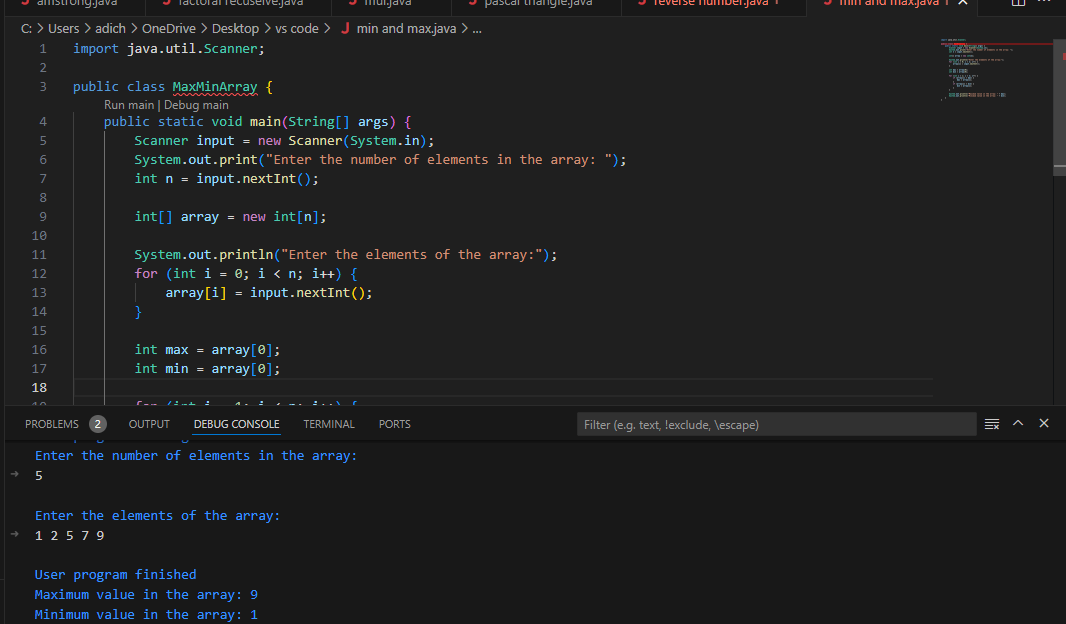 amstrong.java factorial recuselve.java mul.java pascal triangle.java reverse number.java 1 min and max.java 1
C: > Users > adich > OneDrive > Desktop > vs code > J min and max.java > ...
1 import java.util.Scanner;
2
3 public class MaxMinArray {
Run main | Debug main
4 public static void main(String[] args) {
5 Scanner input = new Scanner(System.in);
6 System.out.print("Enter the number of elements in the array: ");
7 int n = input.nextInt();
8
9 int[] array = new int[n];
10
11 System.out.println("Enter the elements of the array:");
12 for (int i = 0; i < n; i++) {
13 array[i] = input.nextInt();
14 }
15
16 int max = array[0];
17 int min = array[0];
18
19 for (int i = 1; i < n; i++) {
PROBLEMS 2 OUTPUT DEBUG CONSOLE TERMINAL PORTS Filter (e.g. text, !exclude, \escape)
Enter the number of elements in the array:
5
Enter the elements of the array:
1 2 5 7 9
User program finished
Maximum value in the array: 9
Minimum value in the array: 1